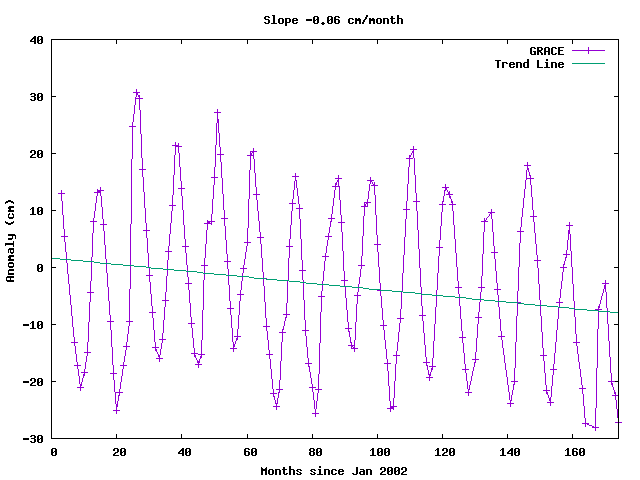 Slope -0.06 cm/month
GRACE
Trend Line
Anomaly (cm)
40
30
20
10
0
-10
-20
-30
0 20 40 60 80 100 120 140 160
Months since Jan 2002